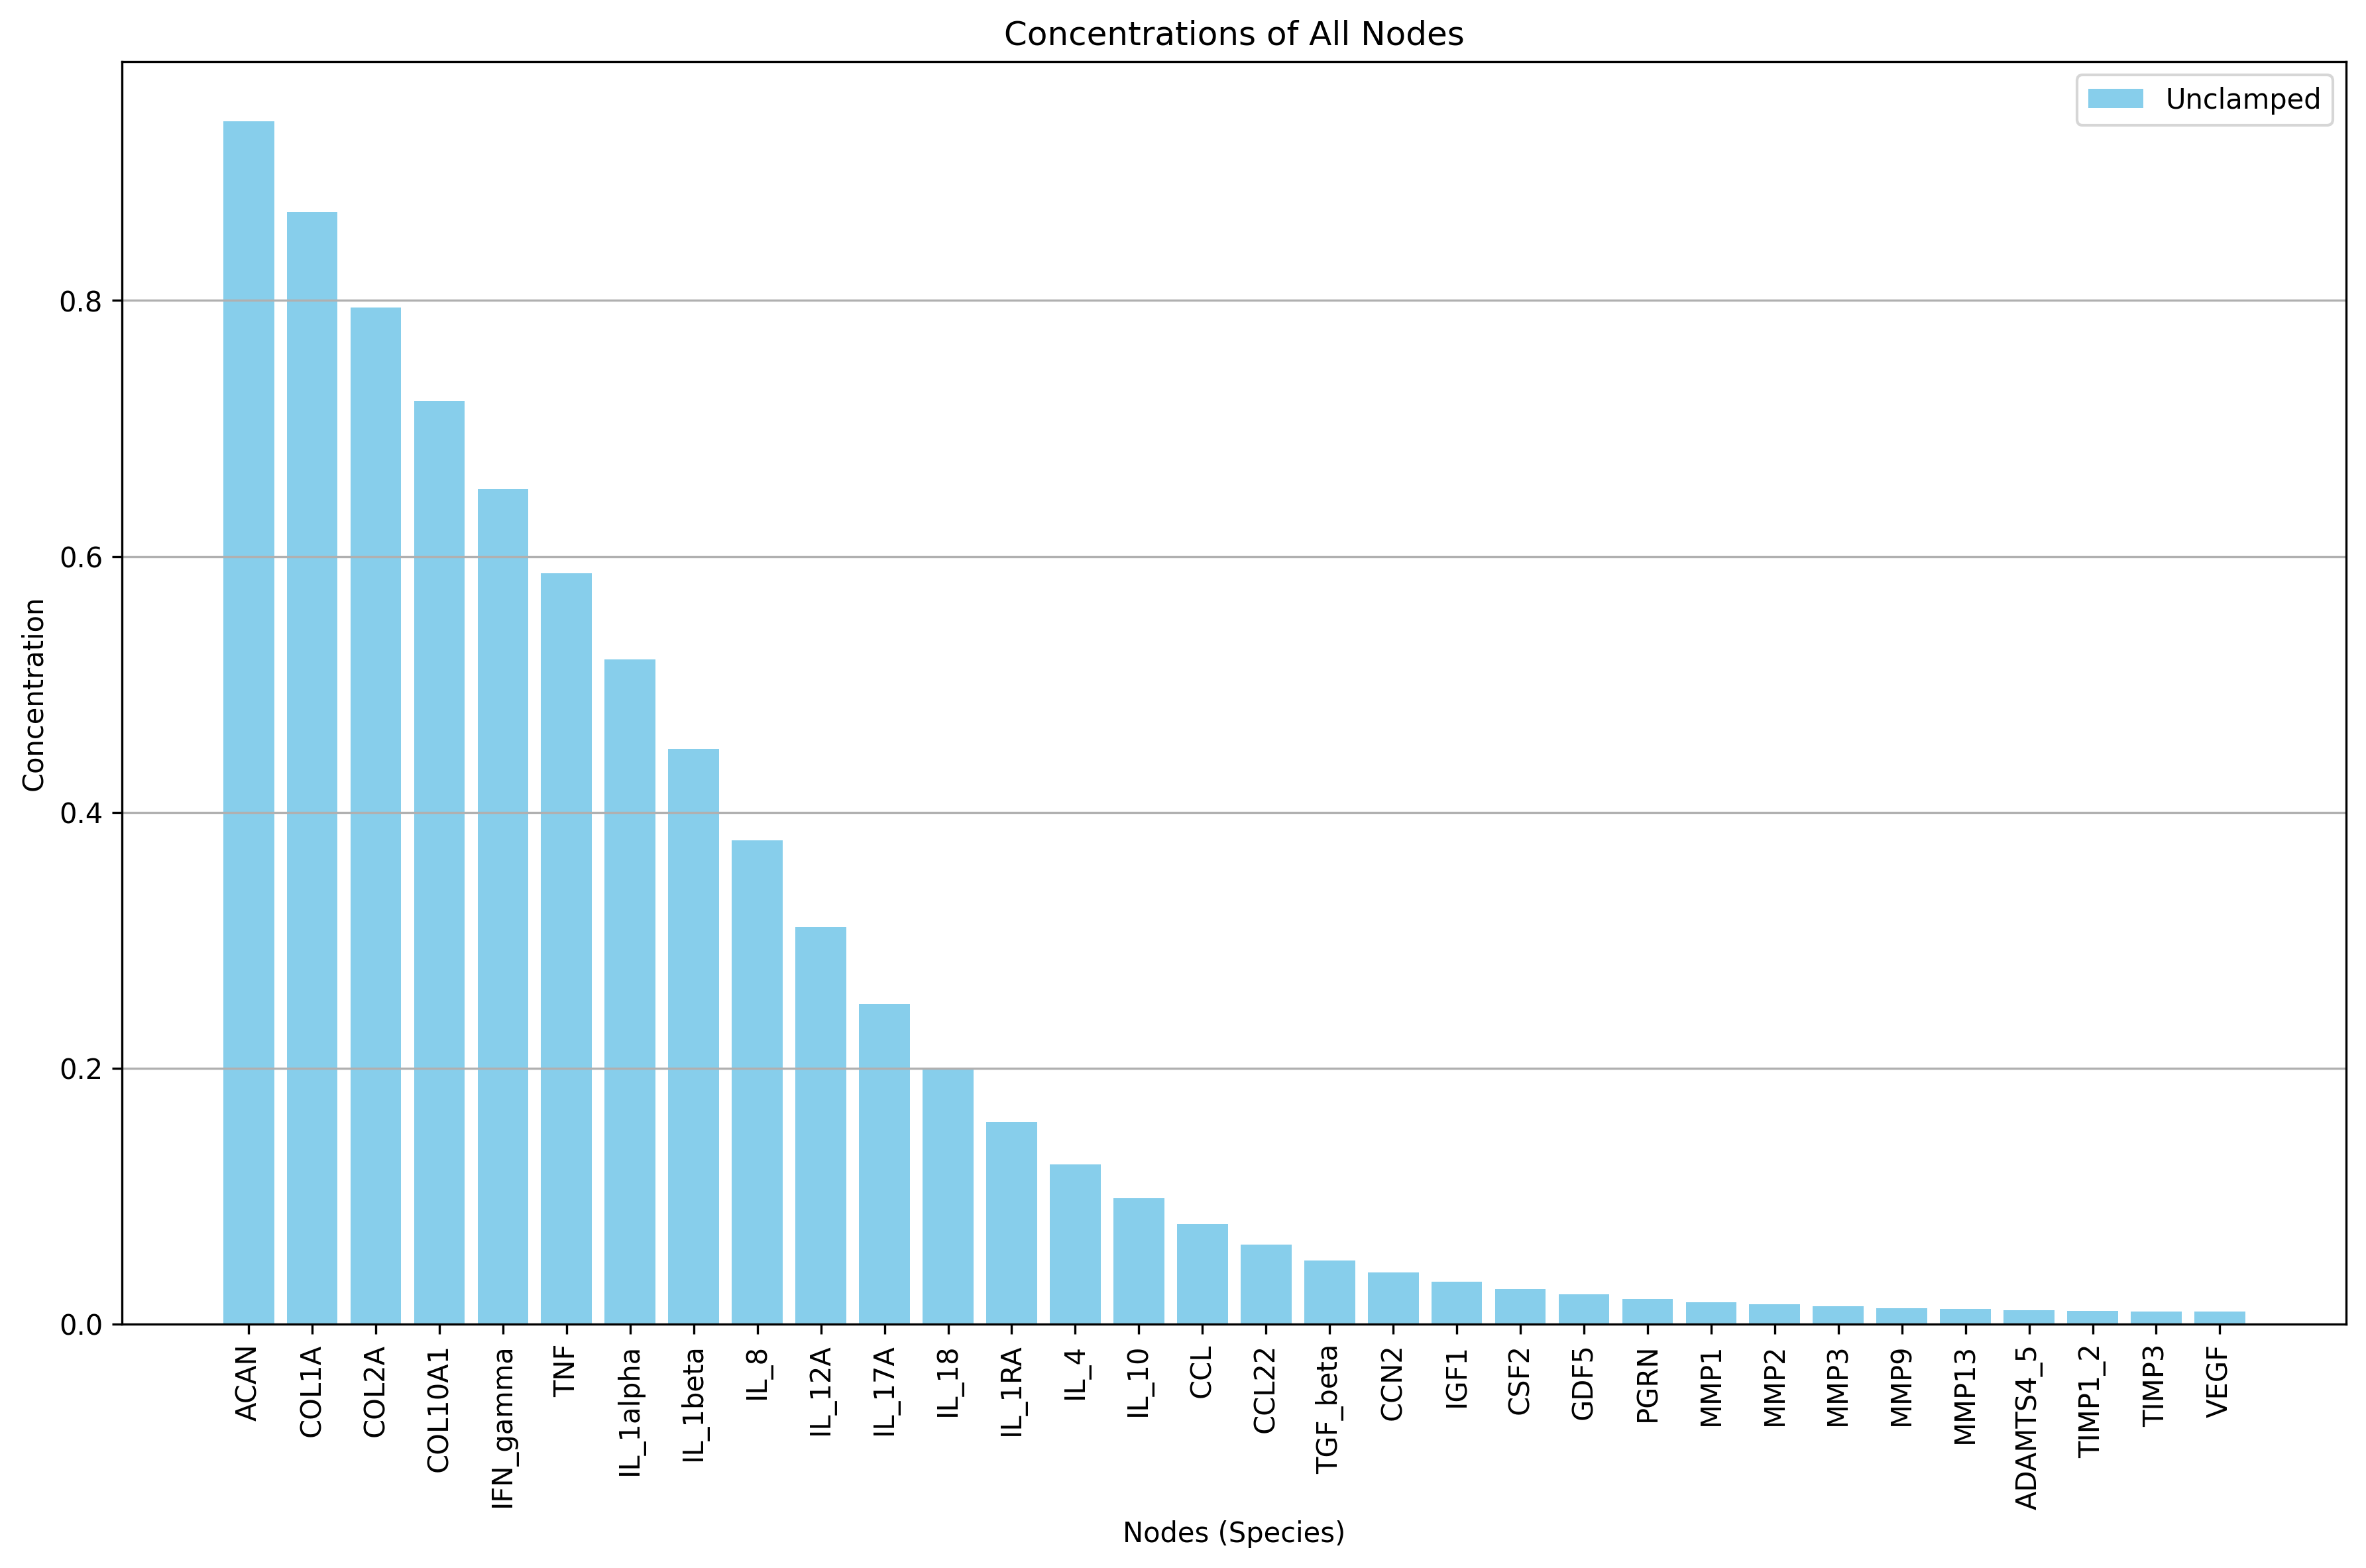 Concentrations of All Nodes
Unclamped
Concentration
0.8
0.6
0.4
0.2
0.0
ACAN
COL1A
COL2A
COL10A1
IFN_gamma
TNF
IL_1alpha
IL_1beta
IL_8
IL_12A
IL_17A
IL_18
IL_1RA
IL_4
IL_10
CCL
CCL22
TGF_beta
CCN2
IGF1
CSF2
GDF5
PGRN
MMP1
MMP2
MMP3
MMP9
MMP13
ADAMTS4_5
TIMP1_2
TIMP3
VEGF
Nodes (Species)